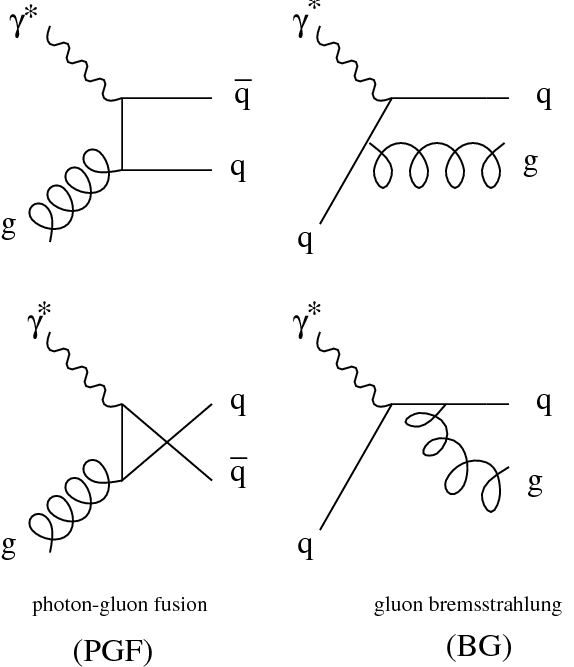 γ*
q̅
q
g
γ*
q
g
q
γ*
q
q̅
g
γ*
q
g
q
photon-gluon fusion
(PGF)
gluon bremsstrahlung
(BG)